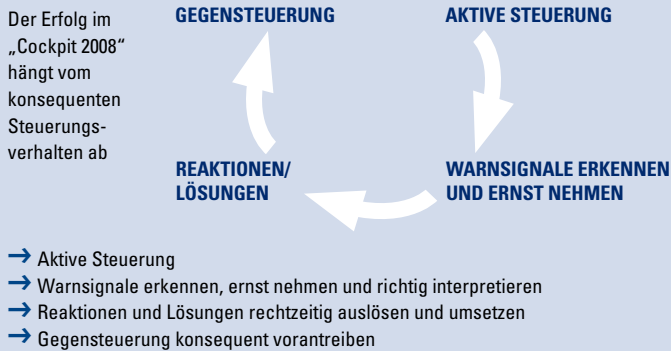 Der Erfolg im
„Cockpit 2008“
hängt vom
konsequenten
Steuerungs-
verhalten ab
GEGENSTEUERUNG
AKTIVE STEUERUNG
REAKTIONEN/
LÖSUNGEN
WARNSIGNALE ERKENNEN
UND ERNST NEHMEN
→ Aktive Steuerung
→ Warnsignale erkennen, ernst nehmen und richtig interpretieren
→ Reaktionen und Lösungen rechtzeitig auslösen und umsetzen
→ Gegensteuerung konsequent vorantreiben